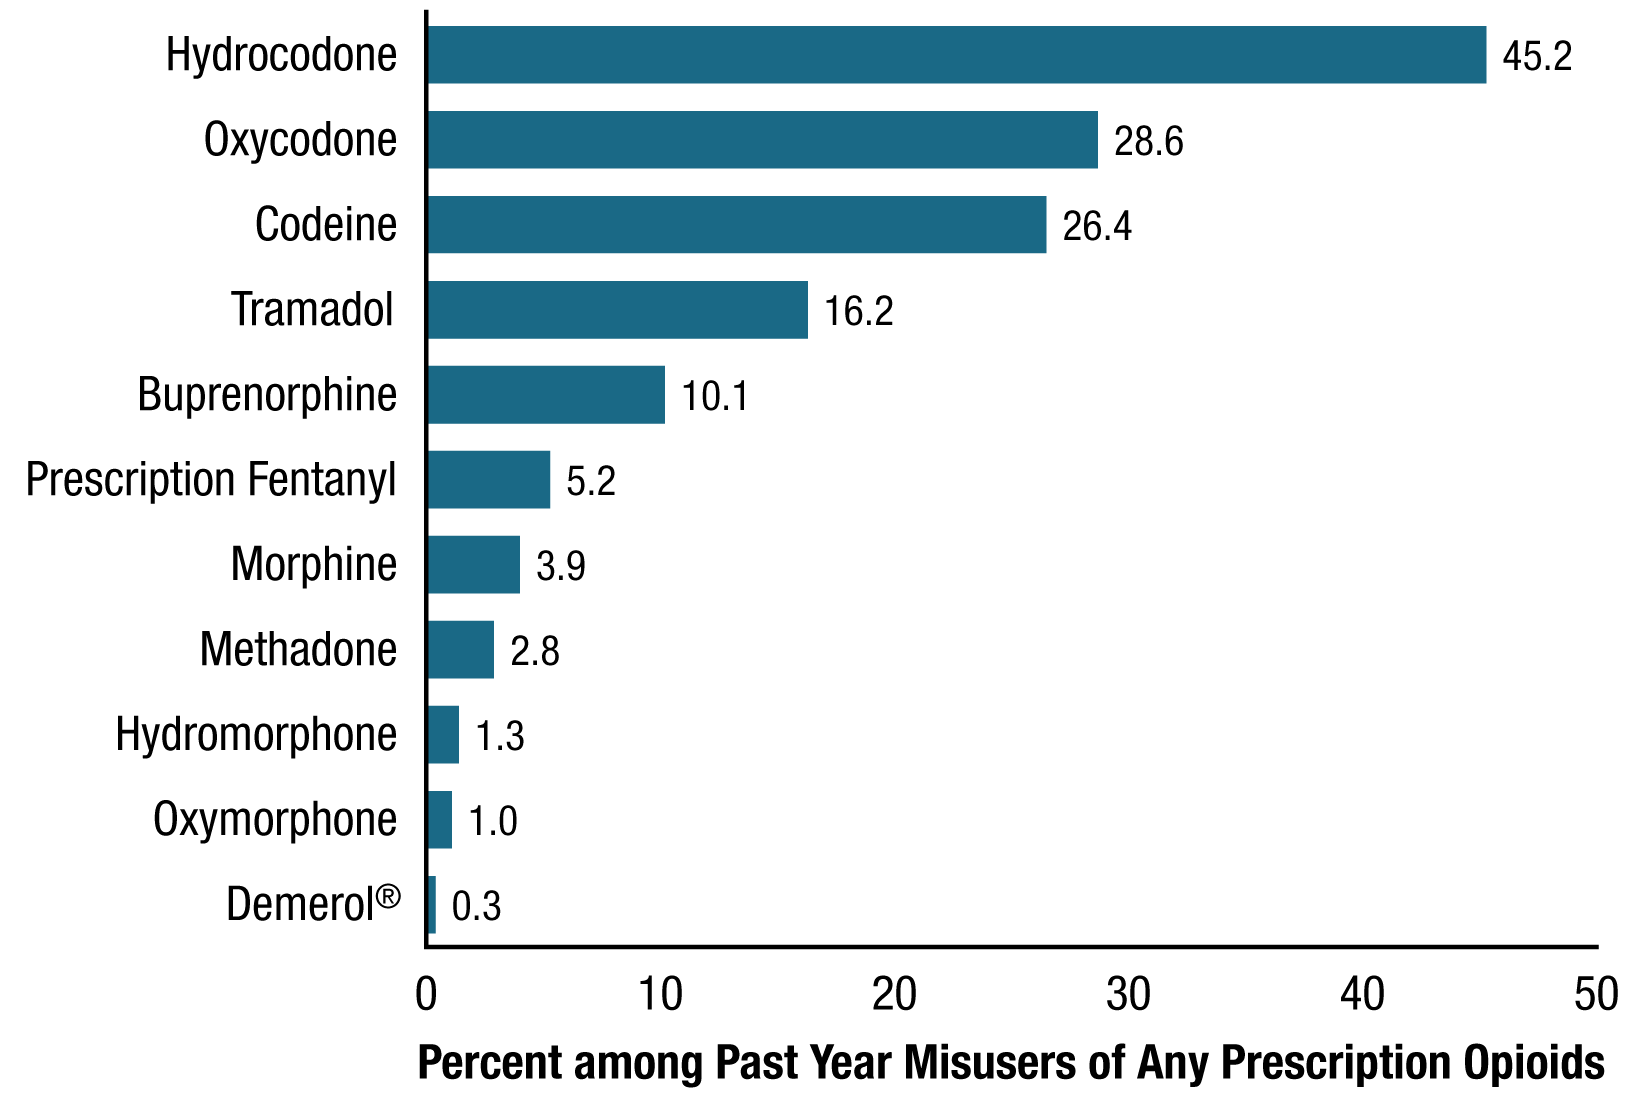 Hydrocodone 45.2
Oxycodone 28.6
Codeine 26.4
Tramadol 16.2
Buprenorphine 10.1
Prescription Fentanyl 5.2
Morphine 3.9
Methadone 2.8
Hydromorphone 1.3
Oxymorphone 1.0
Demerol® 0.3
0 10 20 30 40 50
Percent among Past Year Misusers of Any Prescription Opioids